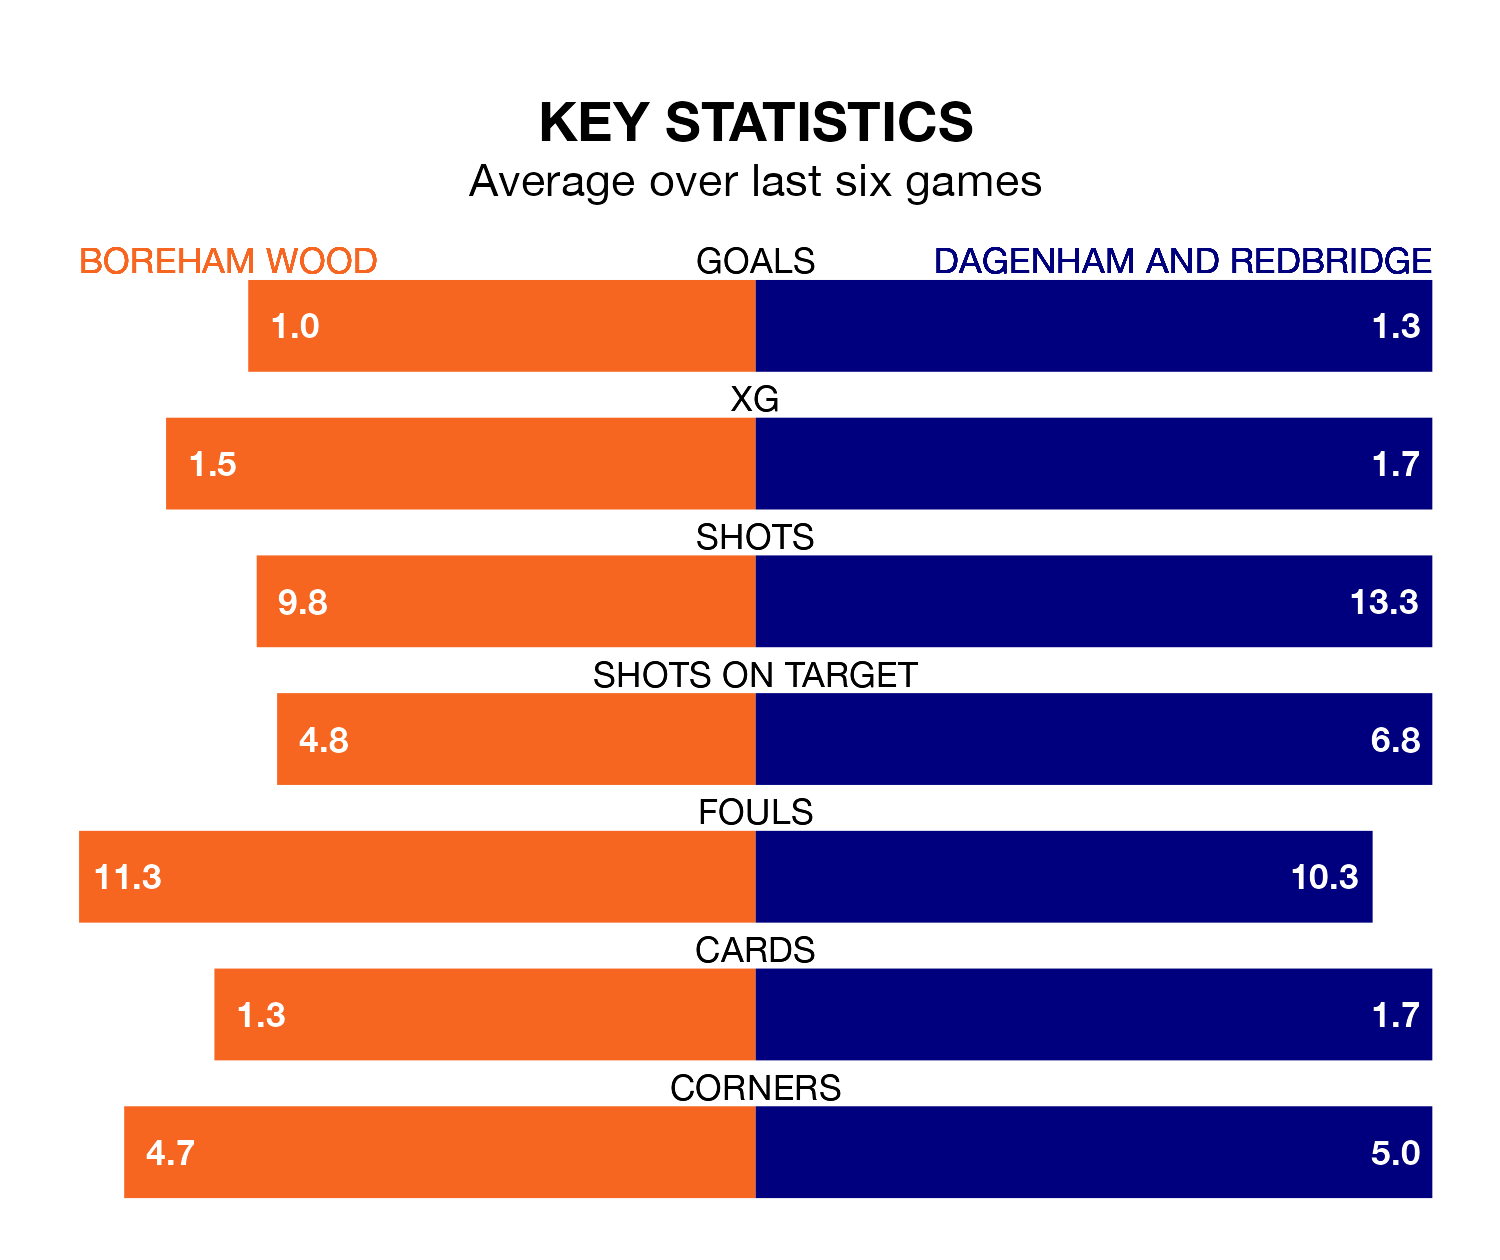 KEY STATISTICS
Average over last six games
BOREHAM WOOD GOALS DAGENHAM AND REDBRIDGE
1.0 1.3
XG
1.5 1.7
SHOTS
9.8 13.3
SHOTS ON TARGET
4.8 6.8
FOULS
11.3 10.3
CARDS
1.3 1.7
CORNERS
4.7 5.0